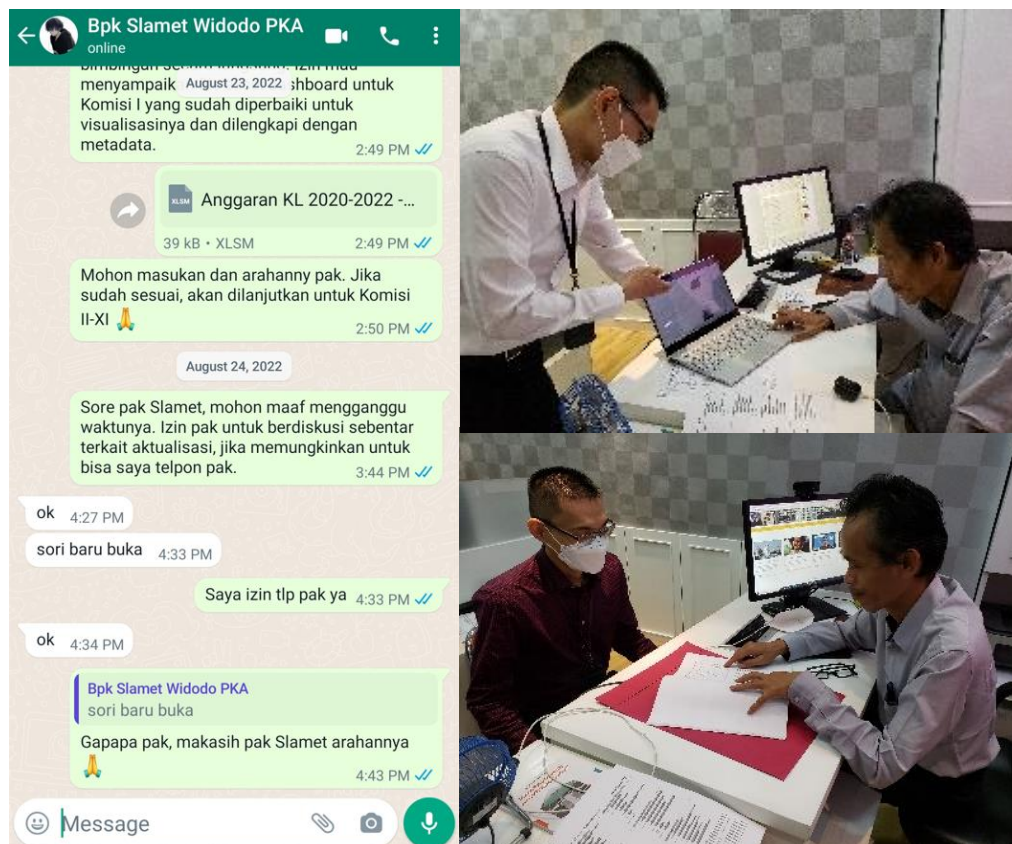 Bpk Slamet Widodo PKA
online
August 23, 2022
menyampaik shboard untuk
Komisi I yang sudah diperbaiki untuk
visualisasinya dan dilengkapi dengan
metadata.
2:49 PM
XLSM
Anggaran KL 2020-2022 -...
39 kB • XLSM
2:49 PM
Mohon masukan dan arahanny pak. Jika
sudah sesuai, akan dilanjutkan untuk Komisi
II-XI 🙏
2:50 PM
August 24, 2022
Sore pak Slamet, mohon maaf mengganggu
waktunya. Izin pak untuk berdiskusi sebentar
terkait aktualisasi, jika memungkinkan untuk
bisa saya telpon pak.
3:44 PM
ok 4:27 PM
sori baru buka 4:33 PM
Saya izin tlp pak ya 4:33 PM
ok 4:34 PM
Bpk Slamet Widodo PKA
sori baru buka
Gapapa pak, makasih pak Slamet arahannya
🙏
4:43 PM
Message